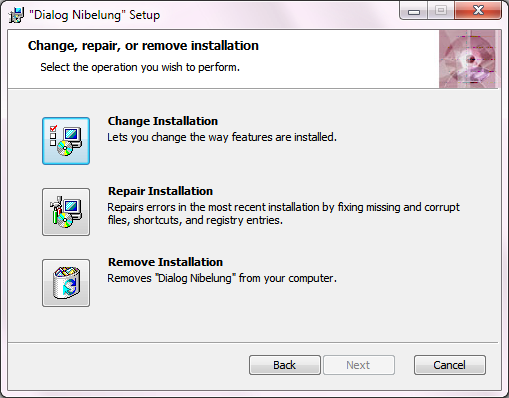 "Dialog Nibelung" Setup
Change, repair, or remove installation
Select the operation you wish to perform.
Change Installation
Lets you change the way features are installed.
Repair Installation
Repairs errors in the most recent installation by fixing missing and corrupt
files, shortcuts, and registry entries.
Remove Installation
Removes "Dialog Nibelung" from your computer.
Back
Next
Cancel